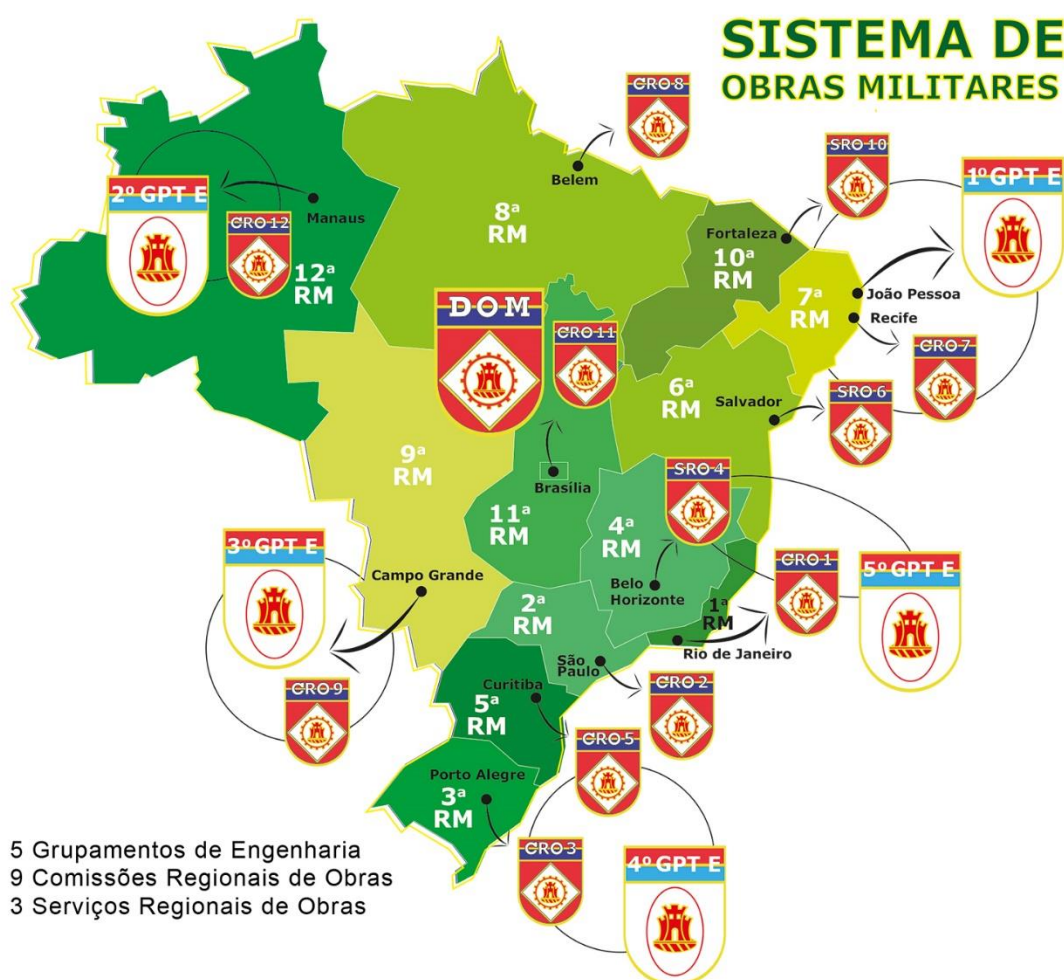 SISTEMA DE
OBRAS MILITARES
CRO 8
Belem
SRO 10
1º GPT E
2º GPT E
Manaus
CRO 12
12ª
RM
8ª
RM
Fortaleza
10ª
RM
7ª
RM
João Pessoa
Recife
DOM
CRO 11
CRO 7
6ª
RM
Salvador
SRO 6
9ª
RM
Brasília
SRO 4
11ª
RM
4ª
RM
3º GPT E
Campo Grande
Belo
Horizonte
CRO 1
5º GPT E
2ª
RM
1ª
RM
Rio de Janeiro
São
Paulo
CRO 9
Curitiba
CRO 2
5ª
RM
CRO 5
Porto Alegre
3ª
RM
CRO 3
4º GPT E
5 Grupamentos de Engenharia
9 Comissões Regionais de Obras
3 Serviços Regionais de Obras